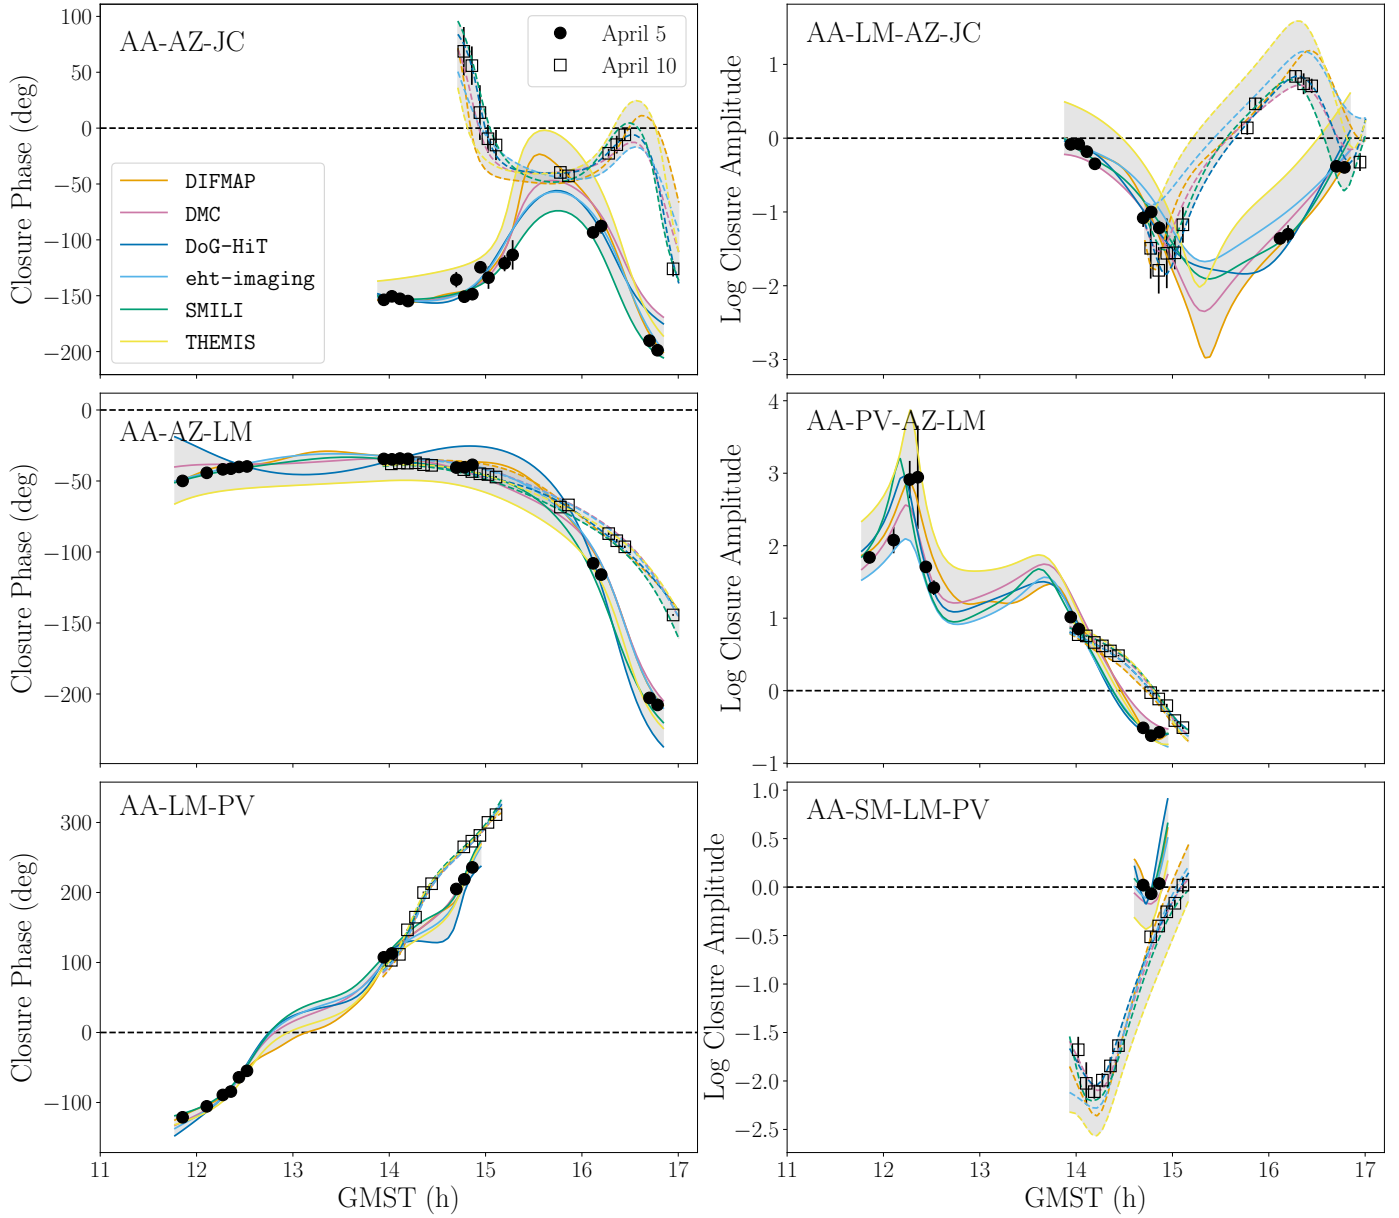 AA-AZ-JC
April 5
April 10
DIFMAP
DMC
DoG-HiT
eht-imaging
SMILI
THEMIS
Closure Phase (deg)
100
50
0
−50
−100
−150
−200
AA-LM-AZ-JC
Log Closure Amplitude
1
0
−1
−2
−3
AA-AZ-LM
Closure Phase (deg)
0
−50
−100
−150
−200
AA-PV-AZ-LM
Log Closure Amplitude
4
3
2
1
0
−1
AA-LM-PV
Closure Phase (deg)
300
200
100
0
−100
11 12 13 14 15 16 17
GMST (h)
AA-SM-LM-PV
Log Closure Amplitude
1.0
0.5
0.0
−0.5
−1.0
−1.5
−2.0
−2.5
12 13 14 15 16 17
GMST (h)